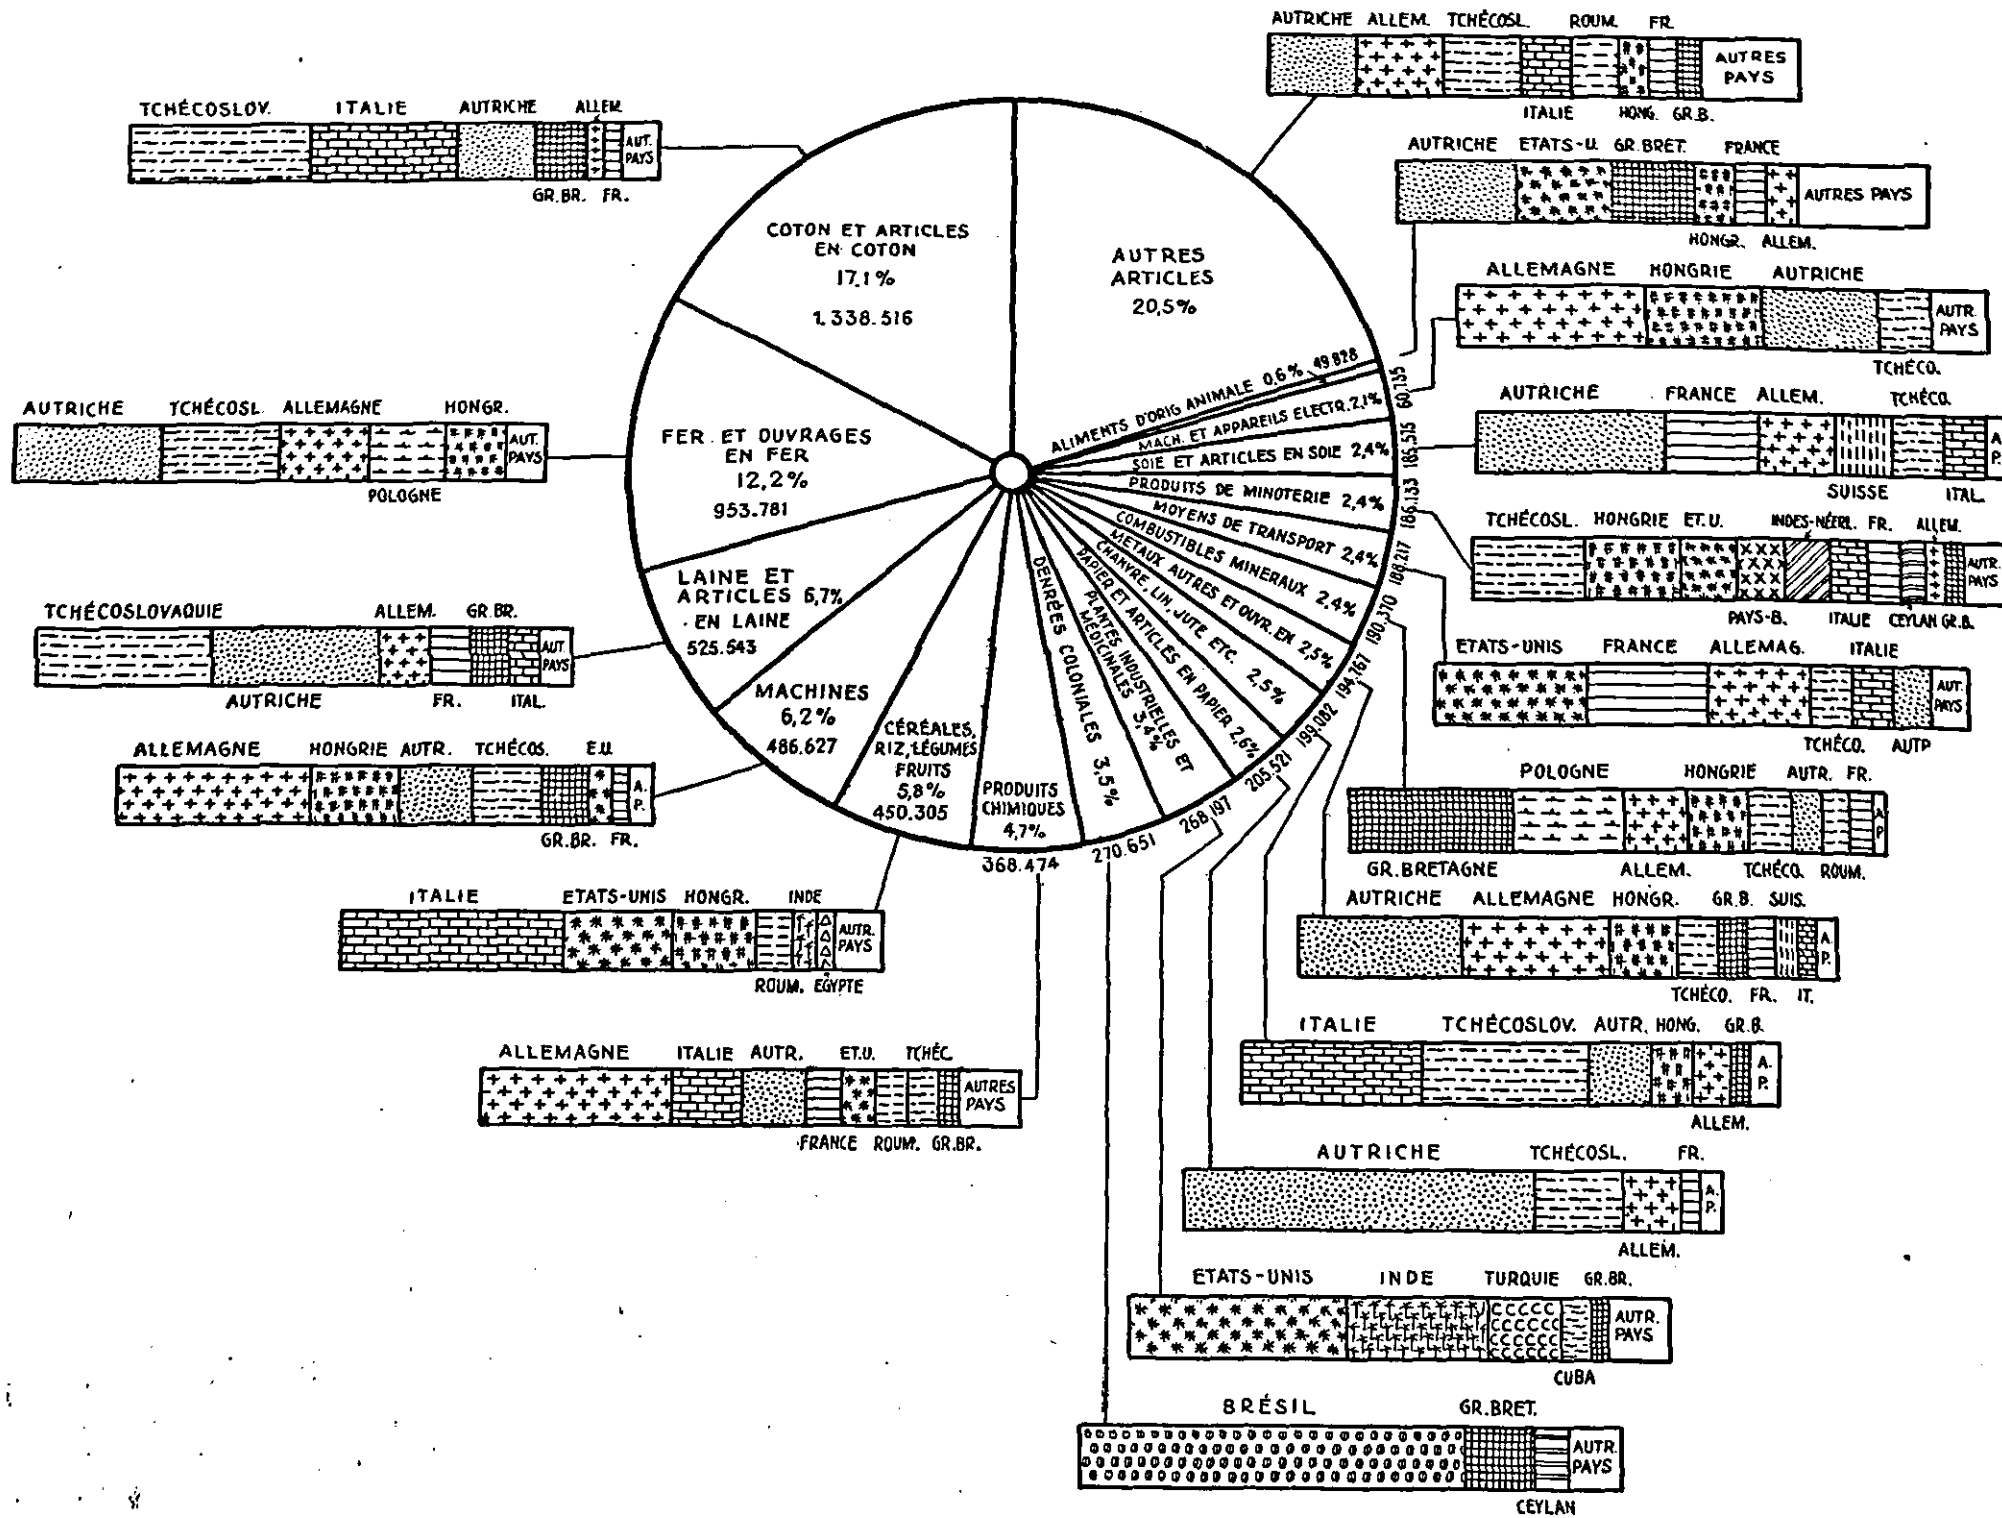 AUTRICHE ALLEM. TCHÉCOSL. ROUM. FR.
AUTRES
PAYS
ITALIE HONG. GR.B.
TCHÉCOSLOV. ITALIE AUTRICHE ALLEM.
AUT.
PAYS
GR.BR. FR.
AUTRICHE ETATS-U. GR.BRET. FRANCE
AUTRES PAYS
HONGR. ALLEM.
COTON ET ARTICLES
EN COTON
17,1%
1.338.516
AUTRES
ARTICLES
20,5%
ALLEMAGNE HONGRIE AUTRICHE
AUTR.
PAYS
TCHÉCO.
ALIMENTS D'ORIG ANIMALE 0,6% 49.828
MACH. ET APPAREILS ELECTR. 2,1%
SOIE ET ARTICLES EN SOIE 2,4% 185.515
PRODUITS DE MINOTERIE 2,4% 186.133
MOYENS DE TRANSPORT 2,4% 188.217
COMBUSTIBLES MINERAUX 2,4% 190.370
METAUX AUTRES ET OUVR. EN 2,5% 194.767
CHANVRE, LIN, JUTE ETC. 2,5% 199.082
PAPIER ET ARTICLES EN PAPIER 2,6% 205.521
PLANTES INDUSTRIELLES ET
MÉDICINALES 3,4%
268.197
DENRÉES COLONIALES 3,5%
270.651
AUTRICHE FRANCE ALLEM. TCHÉCO.
A.
P.
SUISSE ITAL.
AUTRICHE TCHÉCOSL. ALLEMAGNE HONGR.
AUT.
PAYS
POLOGNE
FER ET OUVRAGES
EN FER
12,2%
953.781
TCHÉCOSL. HONGRIE ET.U. INDES-NÉERL. FR. ALLEM.
AUTR.
PAYS
PAYS-B. ITALIE CEYLAN GR.B.
LAINE ET
ARTICLES 6,7%
EN LAINE
525.543
TCHÉCOSLOVAQUIE ALLEM. GR.BR.
AUT.
PAYS
AUTRICHE FR. ITAL.
ETATS-UNIS FRANCE ALLEMAG. ITALIE
AUT.
PAYS
TCHÉCO. AUTP
MACHINES
6,2%
486.627
CÉRÉALES,
RIZ, LÉGUMES
FRUITS
5,8%
450.305
PRODUITS
CHIMIQUES
4,7%
368.474
ALLEMAGNE HONGRIE AUTR. TCHÉCOS. E.U.
A.
P.
GR.BR. FR.
POLOGNE HONGRIE AUTR. FR.
A
P
GR.BRETAGNE ALLEM. TCHÉCO. ROUM.
ITALIE ETATS-UNIS HONGR. INDE
AUTR.
PAYS
ROUM. EGYPTE
AUTRICHE ALLEMAGNE HONGR. GR.B. SUIS.
A.
P.
TCHÉCO. FR. IT.
ITALIE TCHÉCOSLOV. AUTR. HONG. GR.B.
A.
P.
ALLEM.
ALLEMAGNE ITALIE AUTR. ET.U. TCHÉC.
AUTRES
PAYS
FRANCE ROUM. GR.BR.
AUTRICHE TCHÉCOSL. FR.
A.
P.
ALLEM.
ETATS-UNIS INDE TURQUIE GR.BR.
AUTR.
PAYS
CUBA
BRÉSIL GR.BRET.
AUTR.
PAYS
CEYLAN